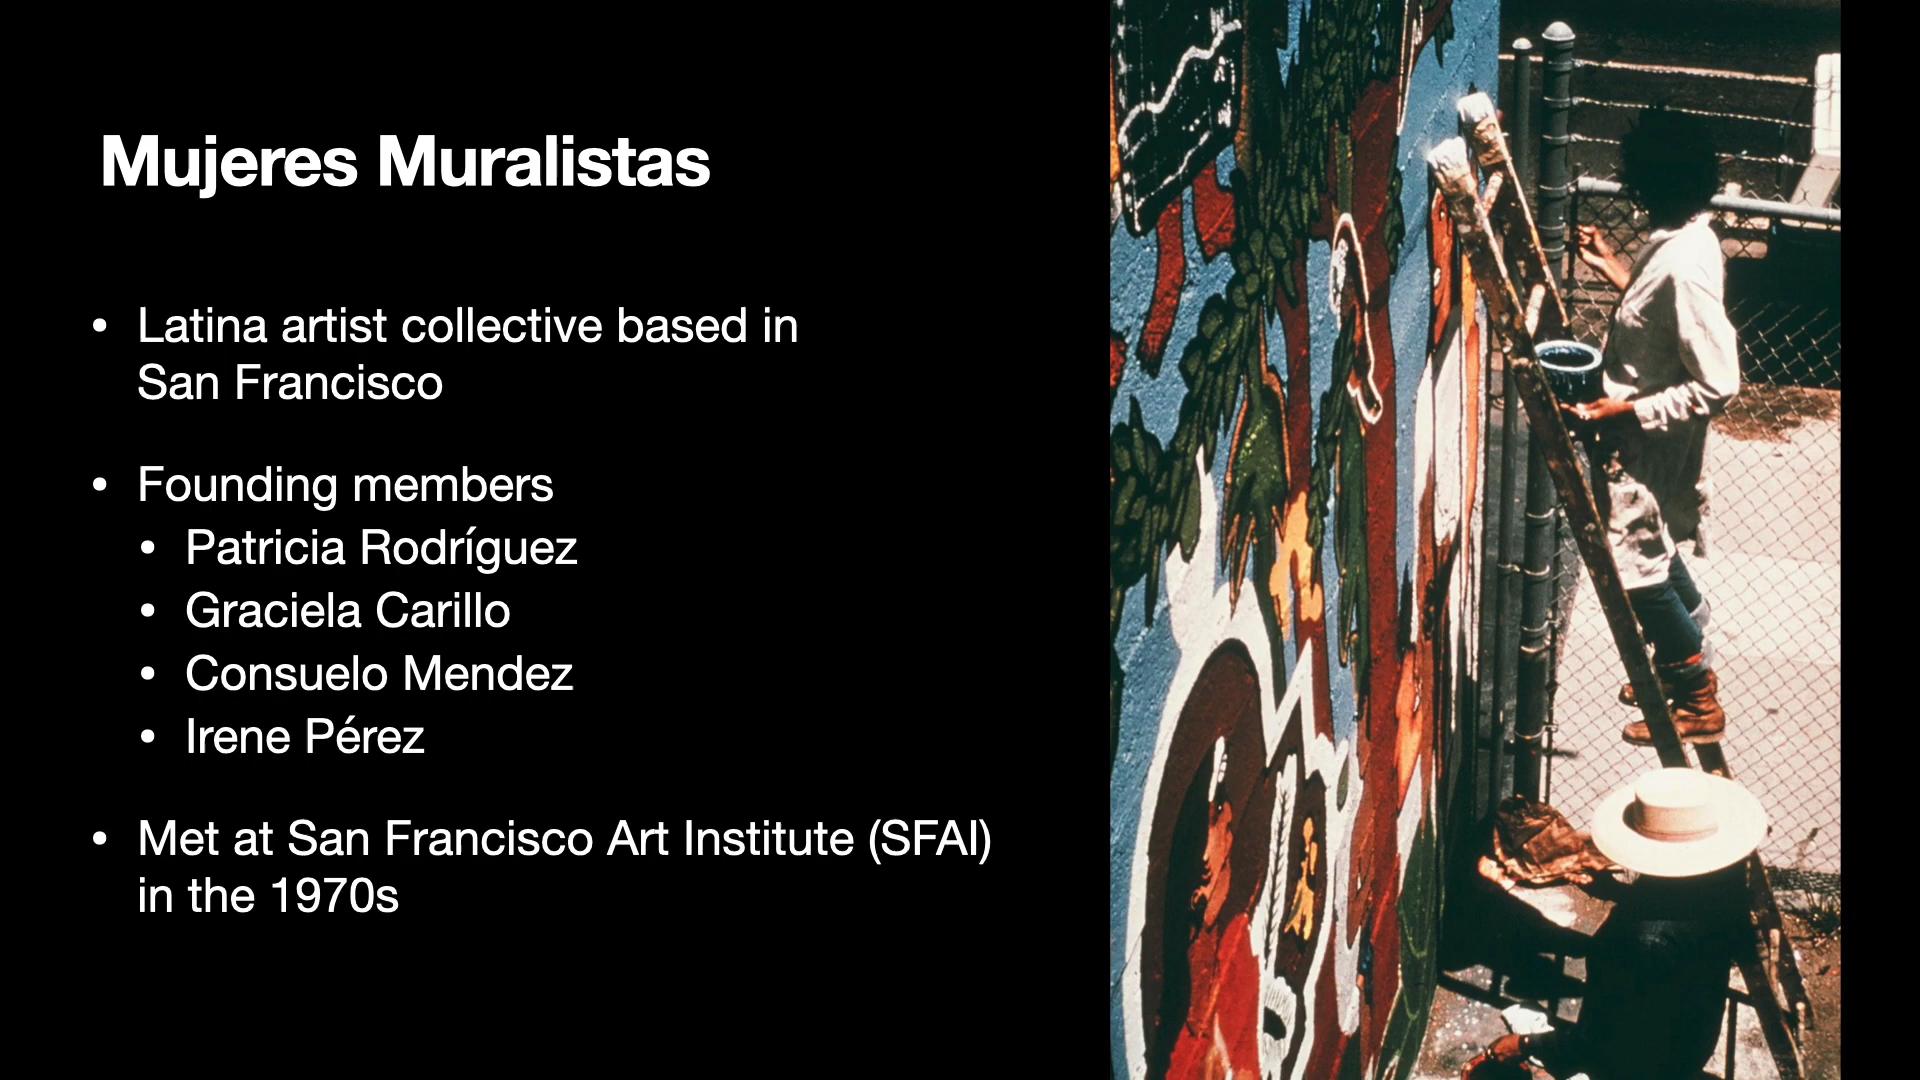 Mujeres Muralistas
• Latina artist collective based in
San Francisco
• Founding members
• Patricia Rodríguez
• Graciela Carillo
• Consuelo Mendez
• Irene Pérez
• Met at San Francisco Art Institute (SFAI)
in the 1970s